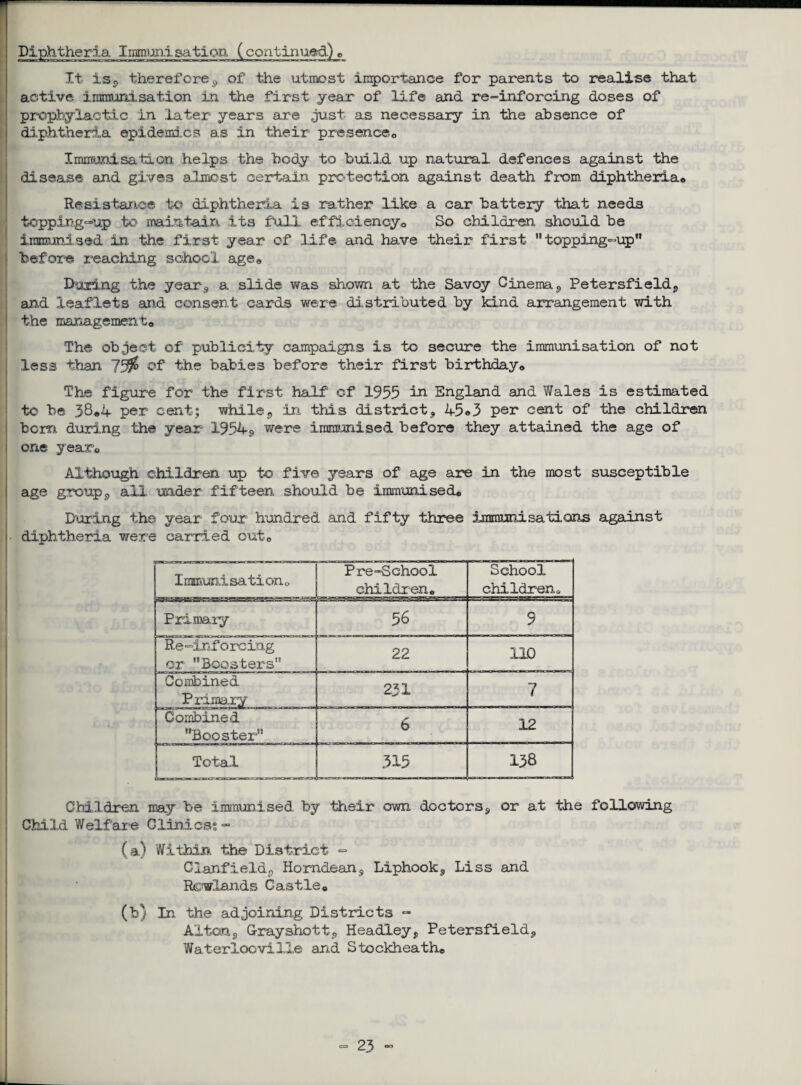 Diphtheria Immunisation (continued).
It is, therefore, of the utmost importance for parents to realise that
active immunisation in the first year of life and re-inforcing doses of
prophylactic in later years are just as necessary in the absence of
diphtheria epidemics as in their presence.
Immunisation helps the body to build up natural defences against the
disease and gives almost certain protection against death from diphtheria.
Resistance to diphtheria is rather like a car battery that needs
topping-up to maintain its full efficiency. So children should be
immunised in the first year of life and have their first "topping-up"
before reaching school age.
During the year, a slide was shown at the Savoy Cinema, Petersfield,
and leaflets and consent cards were distributed by kind arrangement with
the management.
The object of publicity campaigns is to secure the immunisation of not
less than 75% of the babies before their first birthday.
The figure for the first half of 1955 in England and Wales is estimated
to be 38.4 per cent; while, in this district, 45.3 per cent of the children
born during the year 1954, were immunised before they attained the age of
one year.
Although children up to five years of age are in the most susceptible
age group, all under fifteen should be immunised.
During the year four hundred and fifty three immunisations against
diphtheria were carried out.
Immunisation. Pre-School children. School children.
Primary 56 9
Re-inforcing or "Boosters" 22 110
Combined Primary 231 7
Combined "Booster" 6 12
Total 315 138
Children may be immunised by their own doctors, or at the following
Child Welfare Clinics:-
(a) Within the District -
Clanfield, Horndean, Liphook, Liss and
Rowlands Castle.
(b) In the adjoining Districts -
Alton, Grayshott, Headley, Petersfield,
Waterlooville and Stockheath.
- 23 -